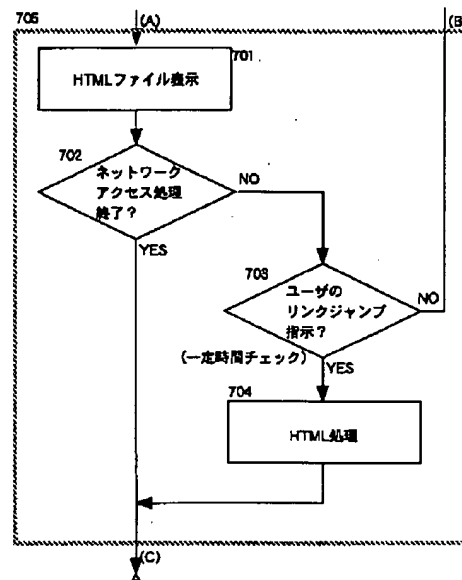 705
(A)
(B
701
HTMLファイル表示
702
ネットワーク
アクセス処理
終了?
NO
YES
703
ユーザの
リンクジャンプ
指示?
NO
(一定時間チェック)
YES
704
HTML処理
(C)